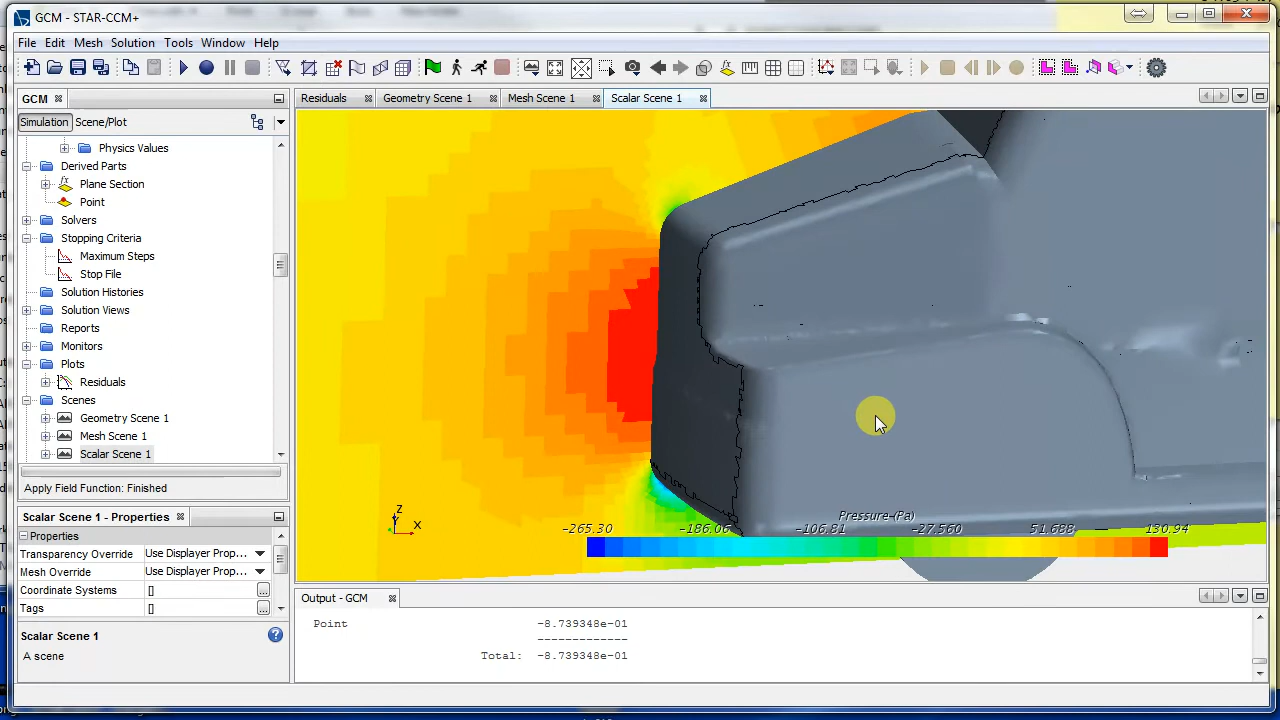 GCM - STAR-CCM+
File Edit Mesh Solution Tools Window Help
GCM
Residuals Geometry Scene 1 Mesh Scene 1 Scalar Scene 1
Simulation Scene/Plot
Physics Values
Derived Parts
Plane Section
Point
Solvers
Stopping Criteria
Maximum Steps
Stop File
Solution Histories
Solution Views
Reports
Monitors
Plots
Residuals
Scenes
Geometry Scene 1
Mesh Scene 1
Scalar Scene 1
Apply Field Function: Finished
Scalar Scene 1 - Properties
Properties
Transparency Override Use Displayer Prop...
Mesh Override Use Displayer Prop...
Coordinate Systems []
Tags []
Scalar Scene 1
A scene
Z
Y
X
Pressure (Pa)
-265.30 -186.06 -106.81 -27.560 51.688 130.94
Output - GCM
Point -8.739348e-01
-------------
Total: -8.739348e-01